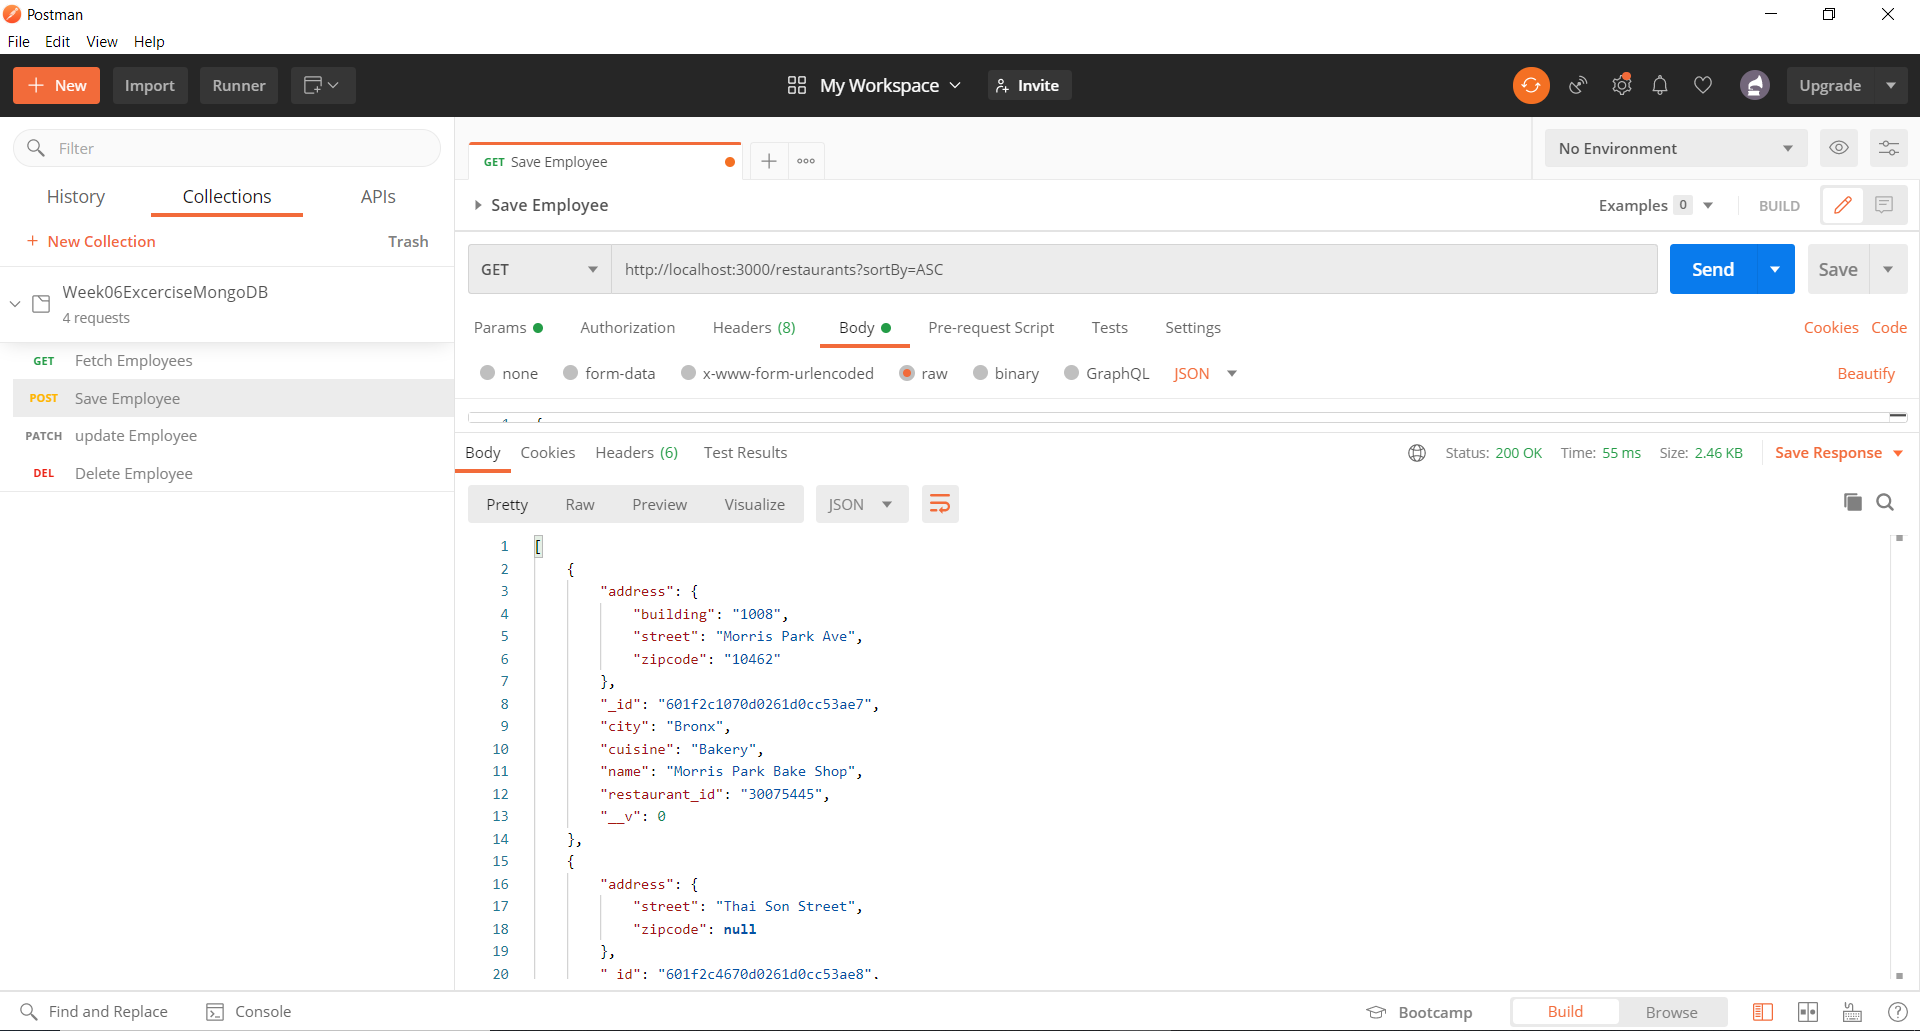 Postman
File Edit View Help
New Import Runner My Workspace Invite Upgrade
Filter
History Collections APIs
+ New Collection Trash
Week06ExcerciseMongoDB
4 requests
GET Fetch Employees
POST Save Employee
PATCH update Employee
DEL Delete Employee
GET Save Employee
No Environment
Save Employee Examples 0 BUILD
GET http://localhost:3000/restaurants?sortBy=ASC Send Save
Params Authorization Headers (8) Body Pre-request Script Tests Settings Cookies Code
none form-data x-www-form-urlencoded raw binary GraphQL JSON Beautify
Body Cookies Headers (6) Test Results Status: 200 OK Time: 55 ms Size: 2.46 KB Save Response
Pretty Raw Preview Visualize JSON
1 [
2 {
3 "address": {
4 "building": "1008",
5 "street": "Morris Park Ave",
6 "zipcode": "10462"
7 },
8 "_id": "601f2c1070d0261d0cc53ae7",
9 "city": "Bronx",
10 "cuisine": "Bakery",
11 "name": "Morris Park Bake Shop",
12 "restaurant_id": "30075445",
13 "__v": 0
14 },
15 {
16 "address": {
17 "street": "Thai Son Street",
18 "zipcode": null
19 },
20 "_id": "601f2c4670d0261d0cc53ae8",
Find and Replace Console Bootcamp Build Browse